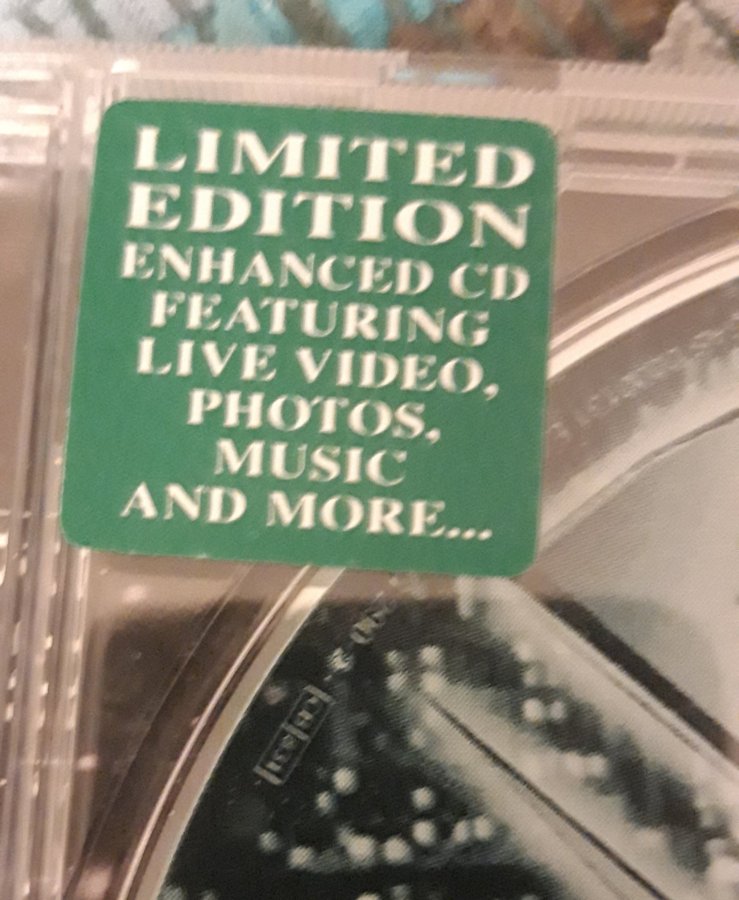 LIMITED
EDITION
ENHANCED CD
FEATURING
LIVE VIDEO,
PHOTOS,
MUSIC
AND MORE...